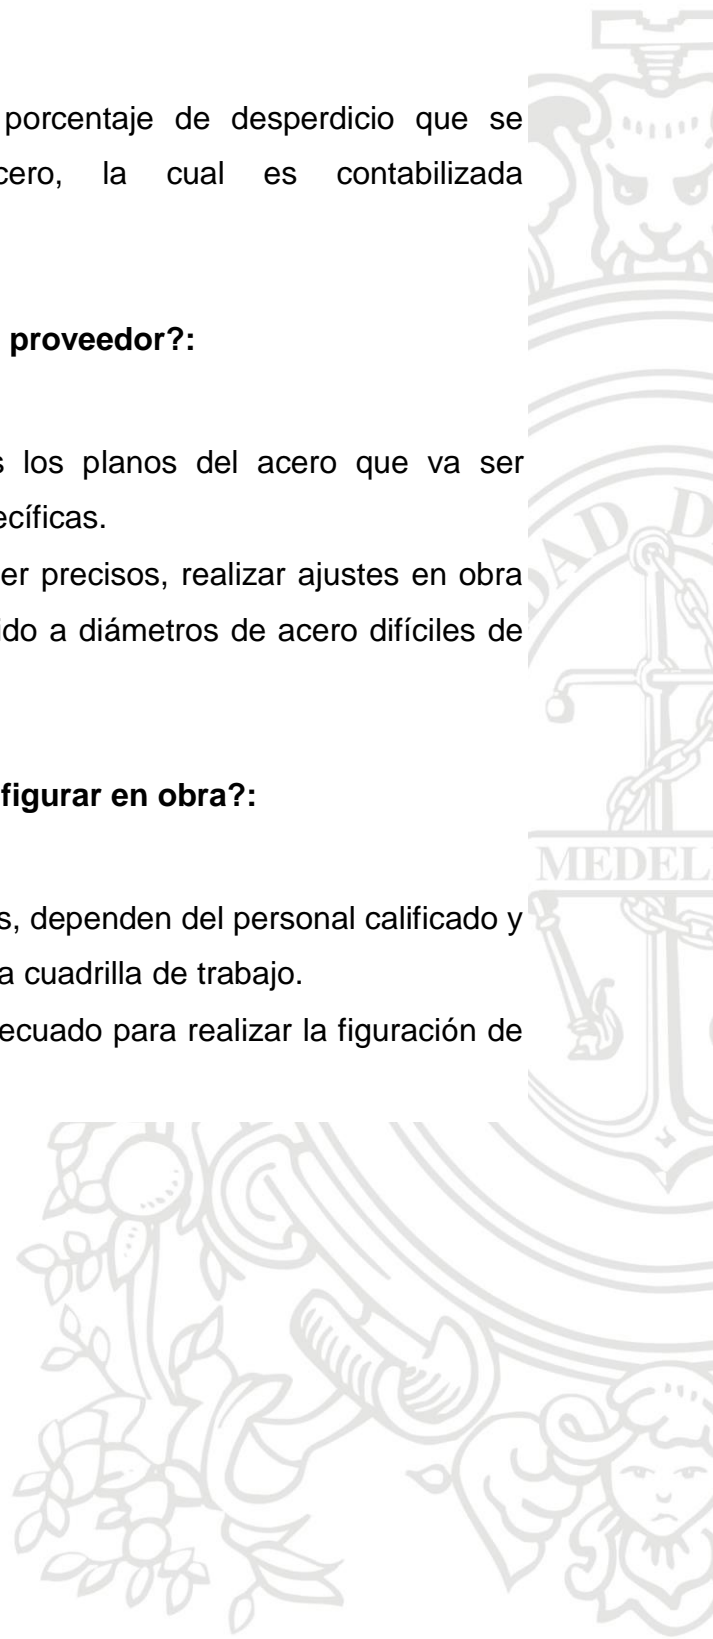 porcentaje de desperdicio que se
cero, la cual es contabilizada
proveedor?:
s los planos del acero que va ser
ecíficas.
er precisos, realizar ajustes en obra
ido a diámetros de acero difíciles de
figurar en obra?:
s, dependen del personal calificado y
a cuadrilla de trabajo.
ecuado para realizar la figuración de
DAD D
MEDEL